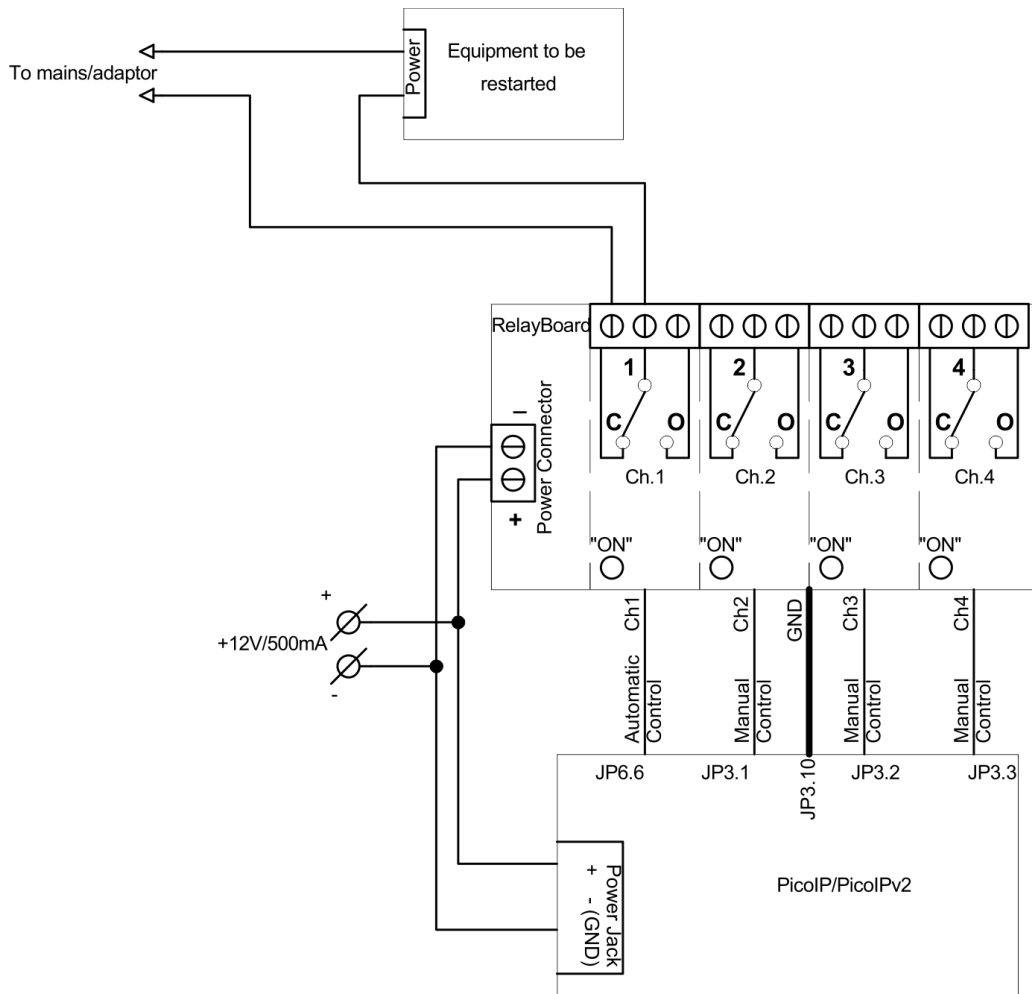 Equipment to be
restarted
Power
To mains/adaptor
RelayBoard
1
2
3
4
C
O
C
O
C
O
C
O
Ch.1
Ch.2
Ch.3
Ch.4
-
+
Power Connector
"ON"
"ON"
"ON"
"ON"
Ch1
Ch2
GND
Ch3
Ch4
+
+12V/500mA
-
Automatic
Control
Manual
Control
Manual
Control
Manual
Control
JP6.6
JP3.1
JP3.10
JP3.2
JP3.3
Power Jack
+ - (GND)
PicoIP/PicoIPv2